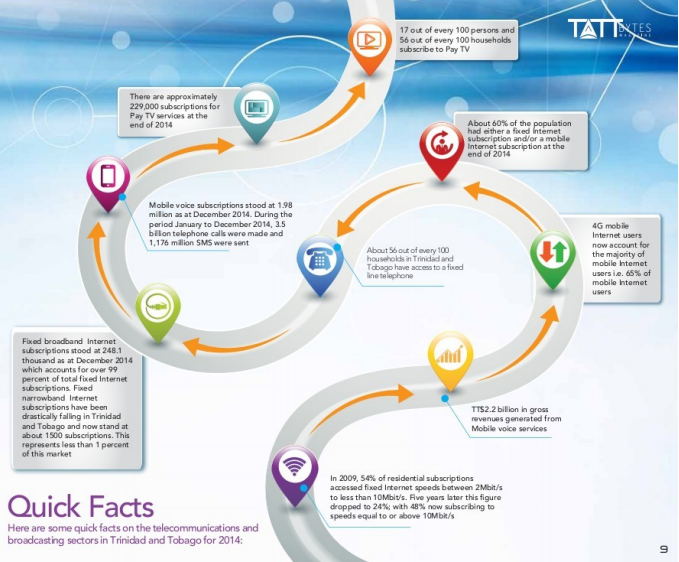 17 out of every 100 persons and
56 out of every 100 households
subscribe to Pay TV
TATT BYTES
There are approximately
229,000 subscriptions for
Pay TV services at the
end of 2014
About 60% of the population
had either a fixed Internet
subscription and/or a mobile
Internet subscription at the
end of 2014
Mobile voice subscriptions stood at 1.98
million as at December 2014. During the
period January to December 2014, 3.5
billion telephone calls were made and
1,176 million SMS were sent
4G mobile
Internet users
now account for
the majority of
mobile Internet
users i.e. 65% of
mobile Internet
users
About 56 out of every 100
households in Trinidad and
Tobago have access to a fixed
line telephone
Fixed broadband Internet
subscriptions stood at 248.1
thousand as at December 2014
which accounts for over 99
percent of total fixed Internet
subscriptions. Fixed
narrowband Internet
subscriptions have been
drastically falling in Trinidad
and Tobago and now stand at
about 1500 subscriptions. This
represents less than 1 percent
of this market
TT$2.2 billion in gross
revenues generated from
Mobile voice services
In 2009, 54% of residential subscriptions
accessed fixed Internet speeds between 2Mbit/s
to less than 10Mbit/s. Five years later this figure
dropped to 24%; with 48% now subscribing to
speeds equal to or above 10Mbit/s
Quick Facts
Here are some quick facts on the telecommunications and
broadcasting sectors in Trinidad and Tobago for 2014:
9